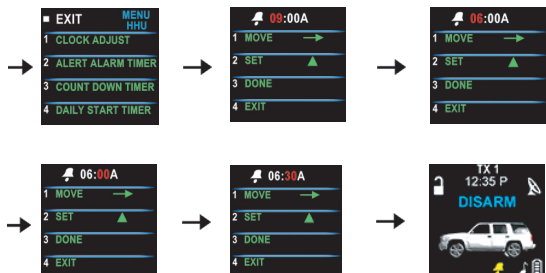 EXIT MENU
HHU
1 CLOCK ADJUST
2 ALERT ALARM TIMER
3 COUNT DOWN TIMER
4 DAILY START TIMER
09:00A
1 MOVE
2 SET
3 DONE
4 EXIT
06:00A
1 MOVE
2 SET
3 DONE
4 EXIT
06:00A
1 MOVE
2 SET
3 DONE
4 EXIT
06:30A
1 MOVE
2 SET
3 DONE
4 EXIT
TX 1
12:35 P
DISARM